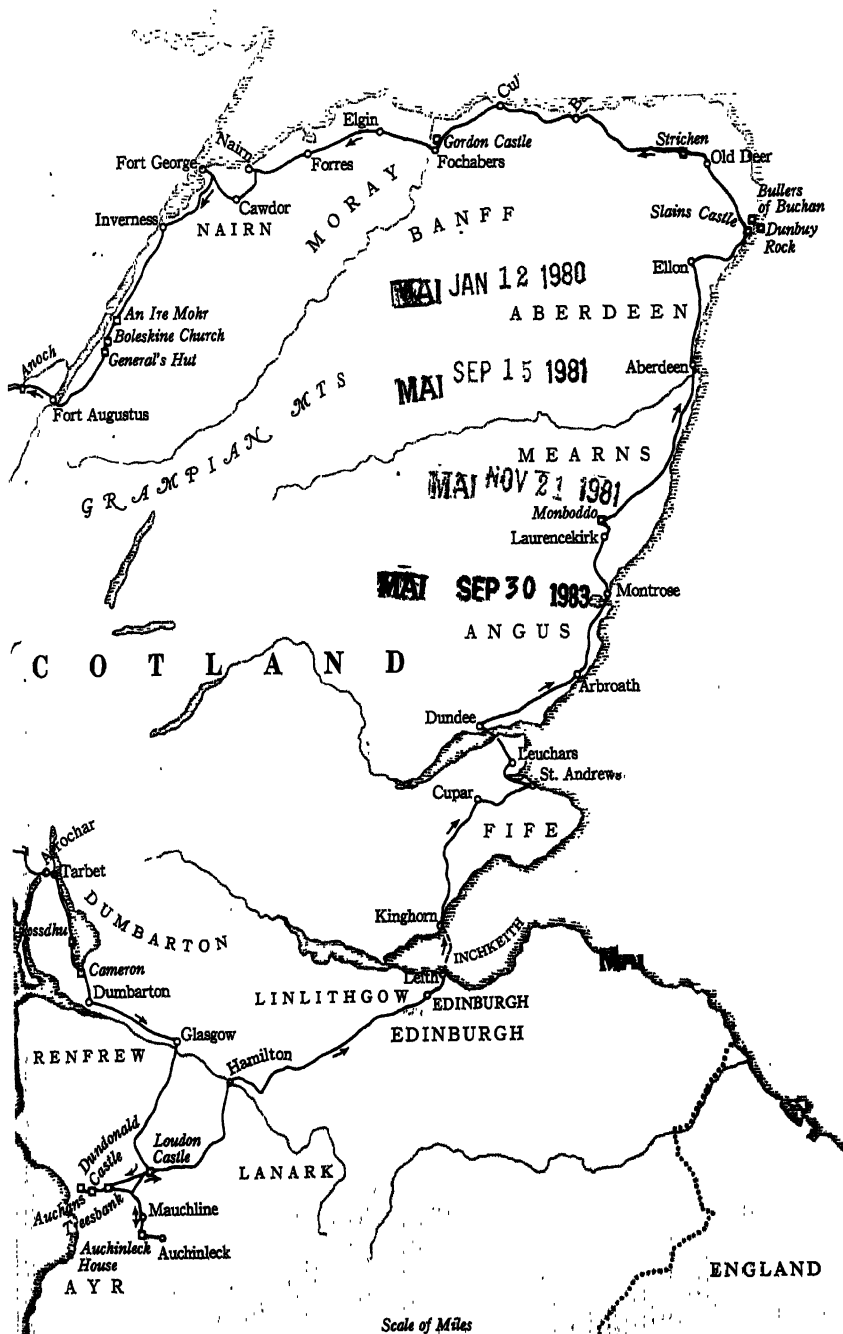 Cul
Elgin
Gordon Castle
Fochabers
Strichen
Old Deer
Nairn
Fort George
Forres
Cawdor
MORAY
Bullers
of Buchan
Slains Castle
Dunbuy
Rock
Inverness
NAIRN
BANFF
Ellon
MAI JAN 12 1980
ABERDEEN
An Ire Mohr
Boleskine Church
General's Hut
Anoch
Aberdeen
MAI SEP 15 1981
Fort Augustus
GRAMPIAN MTS
MEARNS
MAI NOV 21 1981
Monboddo
Laurencekirk
MAI SEP 30 1983
Montrose
ANGUS
COTLAND
Arbroath
Dundee
Leuchars
St. Andrews
Cupar
FIFE
Arrochar
Tarbet
DUMBARTON
Kinghorn
ossdhu
INCHKEITH
MAI
Cameron
Leith
Dumbarton
LINLITHGOW
EDINBURGH
EDINBURGH
Glasgow
RENFREW
Hamilton
Dundonald
Castle
Loudon
Castle
LANARK
Auchans
Treesbank
Mauchline
Auchinleck
House
Auchinleck
AYR
ENGLAND
Scale of Miles